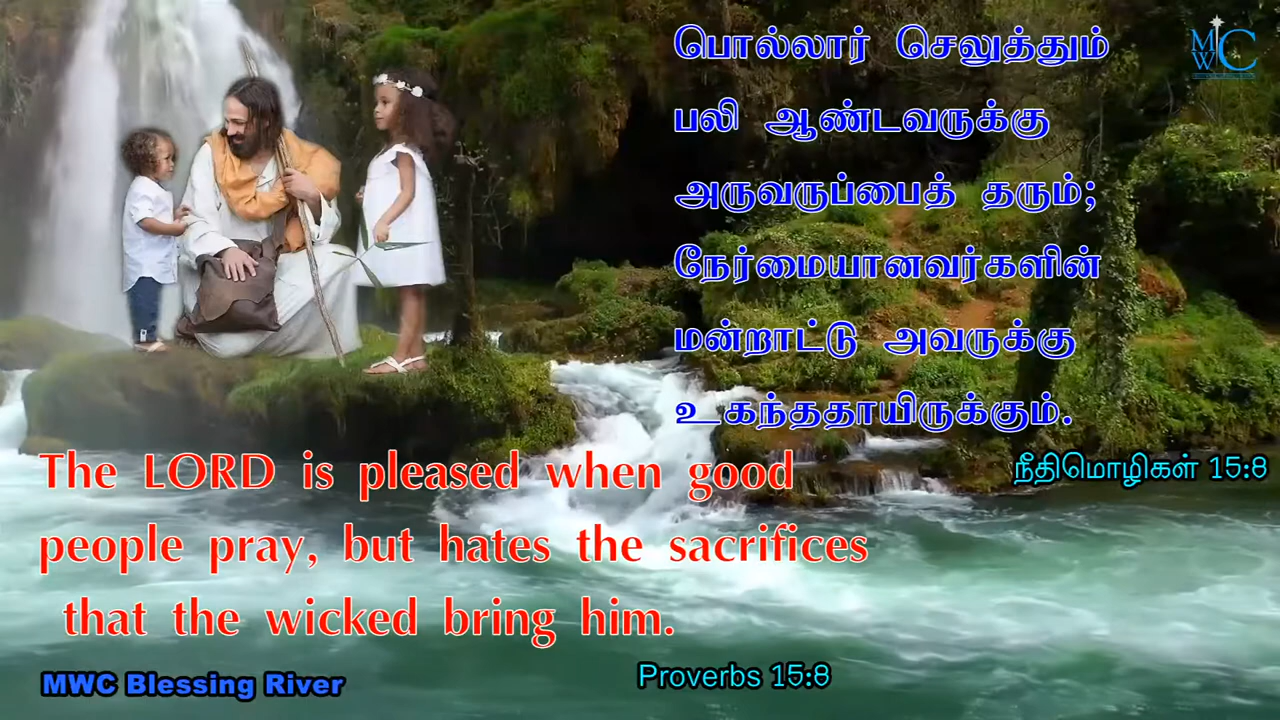 பொல்லார் செலுத்தும்
பலி ஆண்டவருக்கு
அருவருப்பைத் தரும்;
நேர்மையானவர்களின்
மன்றாட்டு அவருக்கு
உகந்ததாயிருக்கும்.
நீதிமொழிகள் 15:8
MWC
The LORD is pleased when good
people pray, but hates the sacrifices
that the wicked bring him.
Proverbs 15:8
MWC Blessing River